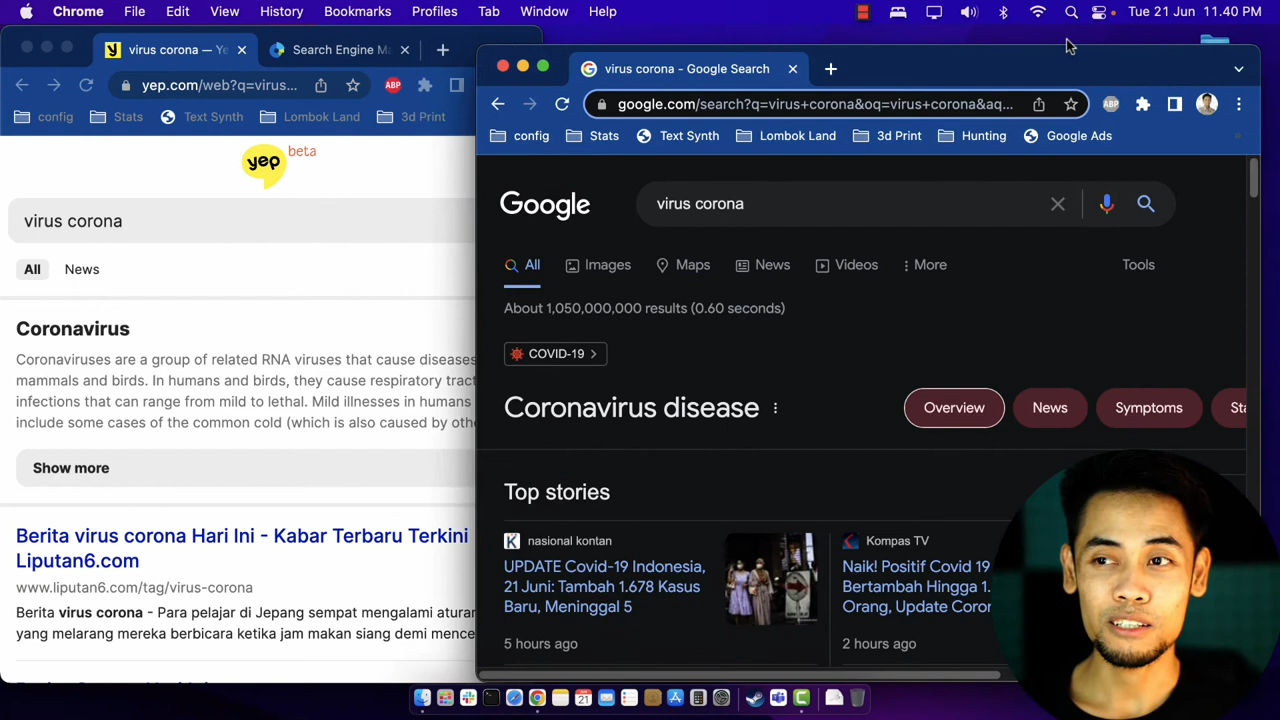 Chrome File Edit View History Bookmarks Profiles Tab Window Help Tue 21 Jun 11.40 PM
virus corona — Ye
Search Engine Ma
yep.com/web?q=virus...
ABP
config Stats Text Synth Lombok Land 3d Print
yep beta
virus corona
All News
Coronavirus
Coronaviruses are a group of related RNA viruses that cause diseases
mammals and birds. In humans and birds, they cause respiratory tract
infections that can range from mild to lethal. Mild illnesses in humans
include some cases of the common cold (which is also caused by othe
Show more
Berita virus corona Hari Ini - Kabar Terbaru Terkini
Liputan6.com
www.liputan6.com/tag/virus-corona
Berita virus corona - Para pelajar di Jepang sempat mengalami aturan
yang melarang mereka berbicara ketika jam makan siang demi mence
virus corona - Google Search
google.com/search?q=virus+corona&oq=virus+corona&aq...
ABP
config Stats Text Synth Lombok Land 3d Print Hunting Google Ads
Google virus corona
All Images Maps News Videos More Tools
About 1,050,000,000 results (0.60 seconds)
COVID-19
Coronavirus disease Overview News Symptoms Sta
Top stories
nasional kontan
UPDATE Covid-19 Indonesia,
21 Juni: Tambah 1.678 Kasus
Baru, Meninggal 5
5 hours ago
Kompas TV
Naik! Positif Covid 19
Bertambah Hingga 1.
Orang, Update Coron
2 hours ago